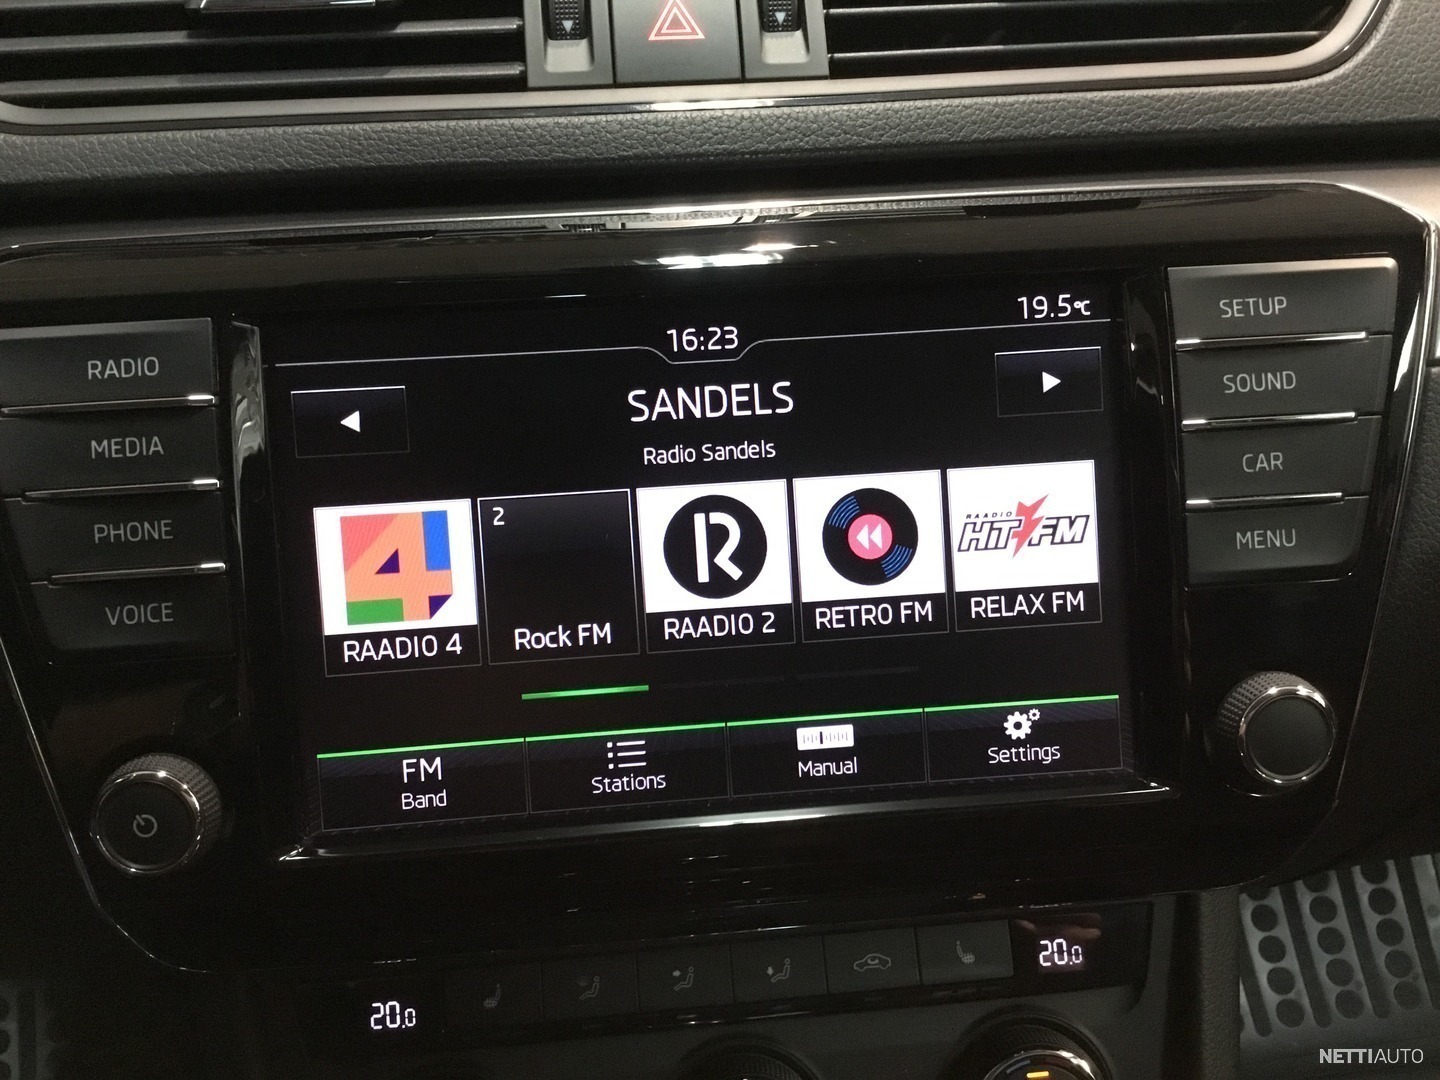 19.5°C
16:23
SANDELS
Radio Sandels
RADIO
MEDIA
PHONE
VOICE
SETUP
SOUND
CAR
MENU
4
RAADIO 4
2
Rock FM
R
RAADIO 2
RETRO FM
RAADIO
HIT FM
RELAX FM
FM
Band
Stations
Manual
Settings
20.0
20.0
NETTIAUTO